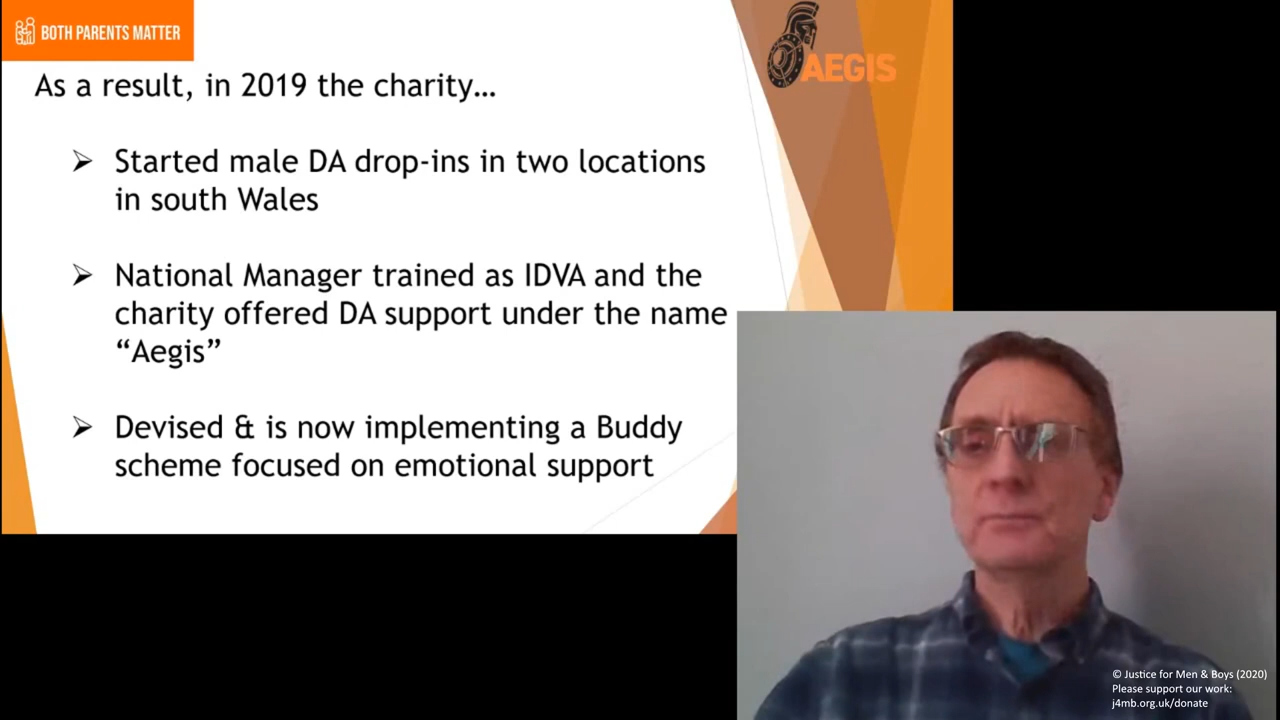 BOTH PARENTS MATTER
AEGIS
As a result, in 2019 the charity…
➢ Started male DA drop-ins in two locations
in south Wales
➢ National Manager trained as IDVA and the
charity offered DA support under the name
“Aegis”
➢ Devised & is now implementing a Buddy
scheme focused on emotional support
© Justice for Men & Boys (2020)
Please support our work:
j4mb.org.uk/donate